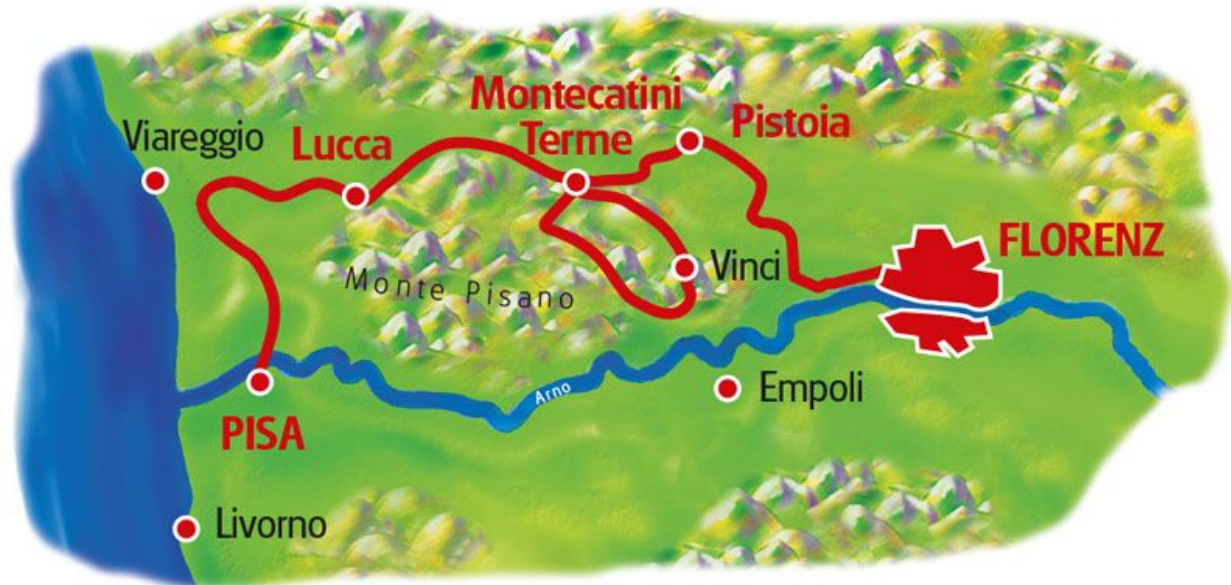 Montecatini
Terme
Pistoia
Viareggio
Lucca
FLORENZ
Vinci
Monte Pisano
Empoli
Arno
PISA
Livorno